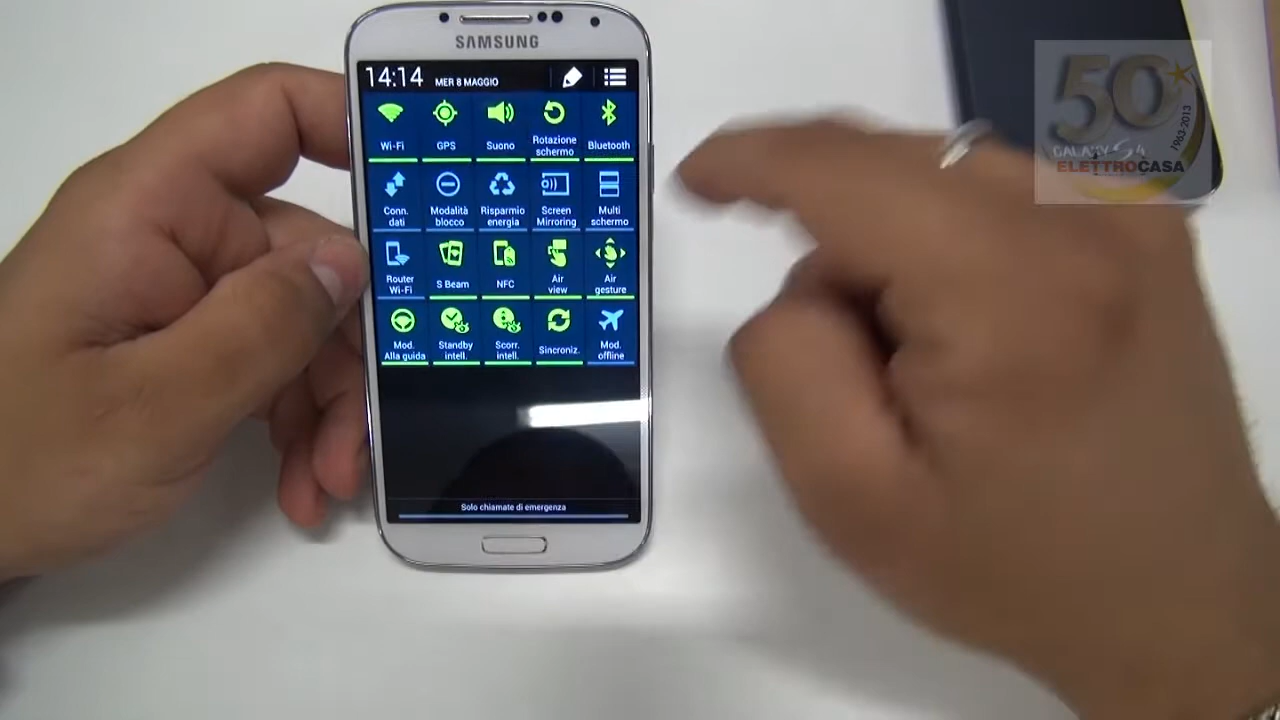 SAMSUNG
14:14 MER 8 MAGGIO
Wi-Fi GPS Suono Rotazione schermo Bluetooth
Conn. dati Modalità blocco Risparmio energia Screen Mirroring Multi schermo
Router Wi-Fi S Beam NFC Air view Air gesture
Mod. Alla guida Standby intell. Scorr. intell. Sincroniz. Mod. offline
Solo chiamate di emergenza
50
1963-2013
GALAXY S4
ELETTROCASA